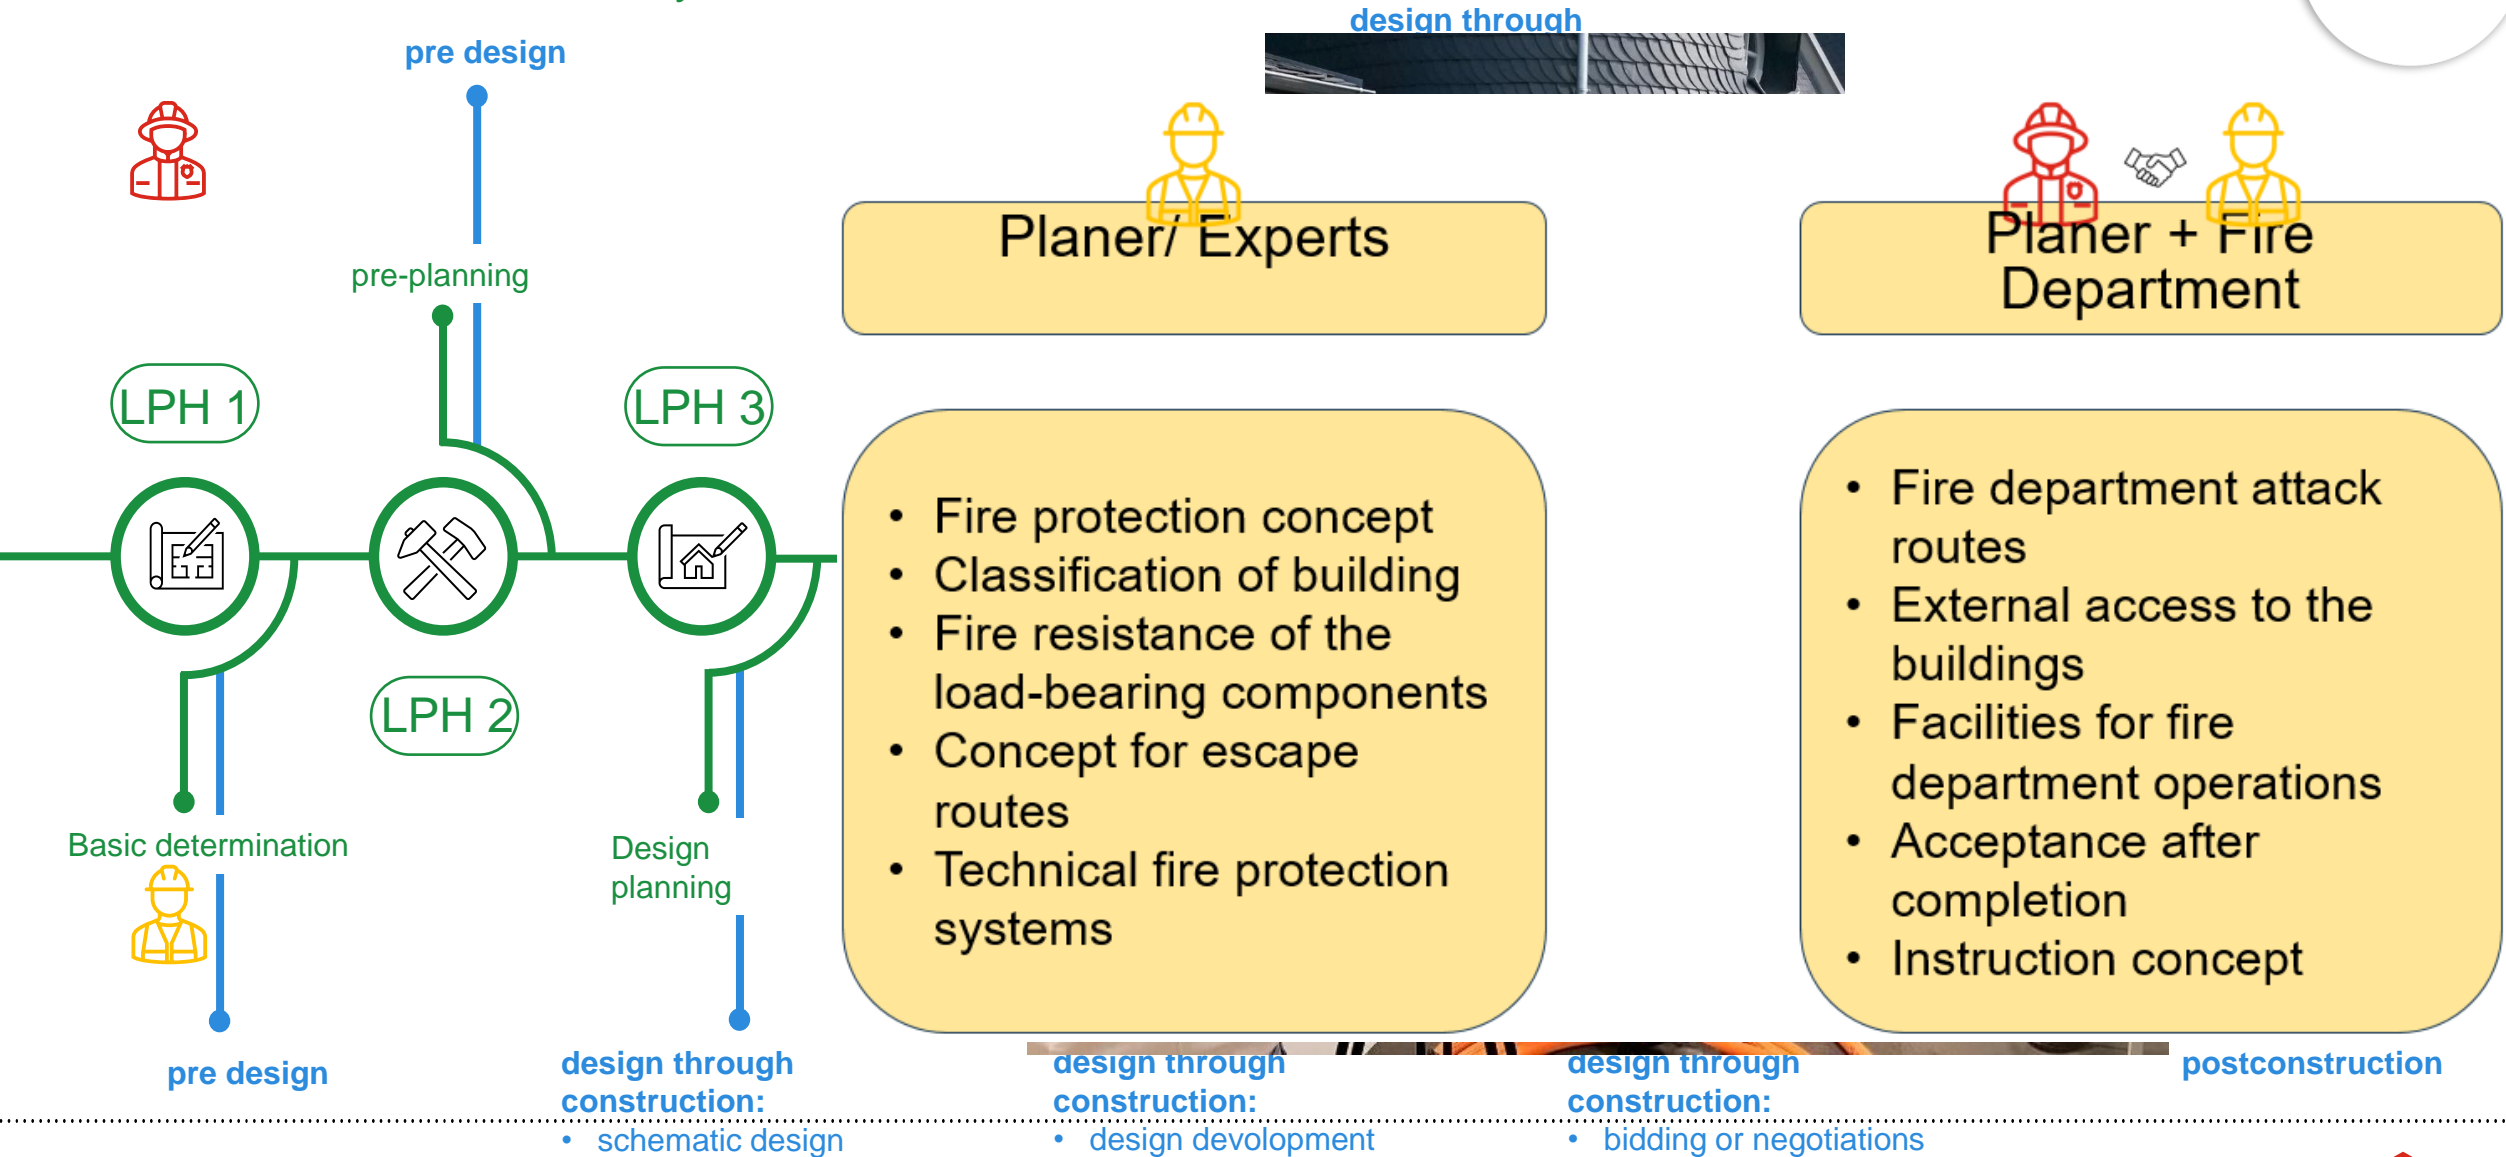 design through
pre design
pre-planning
LPH 1
LPH 3
LPH 2
Basic determination
Design
planning
pre design
design through
construction:
• schematic design
Planer/ Experts
• Fire protection concept
• Classification of building
• Fire resistance of the
load-bearing components
• Concept for escape
routes
• Technical fire protection
systems
Planer + Fire
Department
• Fire department attack
routes
• External access to the
buildings
• Facilities for fire
department operations
• Acceptance after
completion
• Instruction concept
design through
construction:
• design devolopment
design through
construction:
• bidding or negotiations
postconstruction